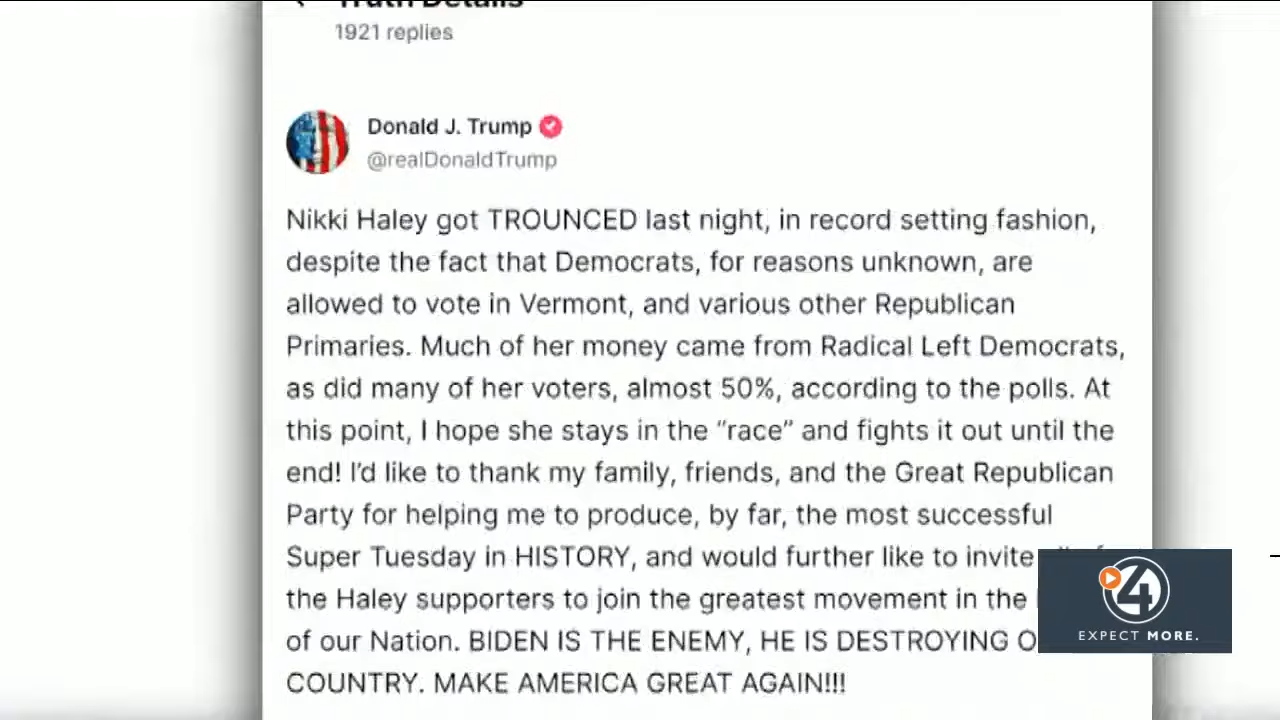 Truth Details
1921 replies
Donald J. Trump
@realDonaldTrump
Nikki Haley got TROUNCED last night, in record setting fashion,
despite the fact that Democrats, for reasons unknown, are
allowed to vote in Vermont, and various other Republican
Primaries. Much of her money came from Radical Left Democrats,
as did many of her voters, almost 50%, according to the polls. At
this point, I hope she stays in the “race” and fights it out until the
end! I’d like to thank my family, friends, and the Great Republican
Party for helping me to produce, by far, the most successful
Super Tuesday in HISTORY, and would further like to invite
the Haley supporters to join the greatest movement in the
of our Nation. BIDEN IS THE ENEMY, HE IS DESTROYING
COUNTRY. MAKE AMERICA GREAT AGAIN!!!
4
EXPECT MORE.